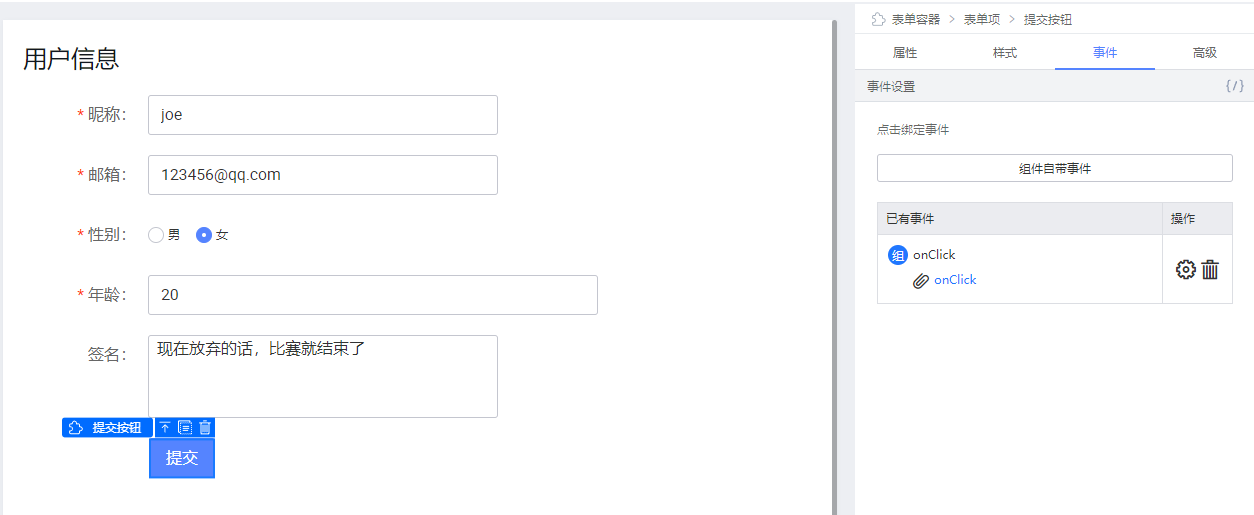 用户信息
* 昵称： joe
* 邮箱： 123456@qq.com
* 性别： 男 女
* 年龄： 20
签名： 现在放弃的话，比赛就结束了
提交按钮
提交
表单容器 > 表单项 > 提交按钮
属性 样式 事件 高级
事件设置 {/}
点击绑定事件
组件自带事件
已有事件 操作
组 onClick
onClick